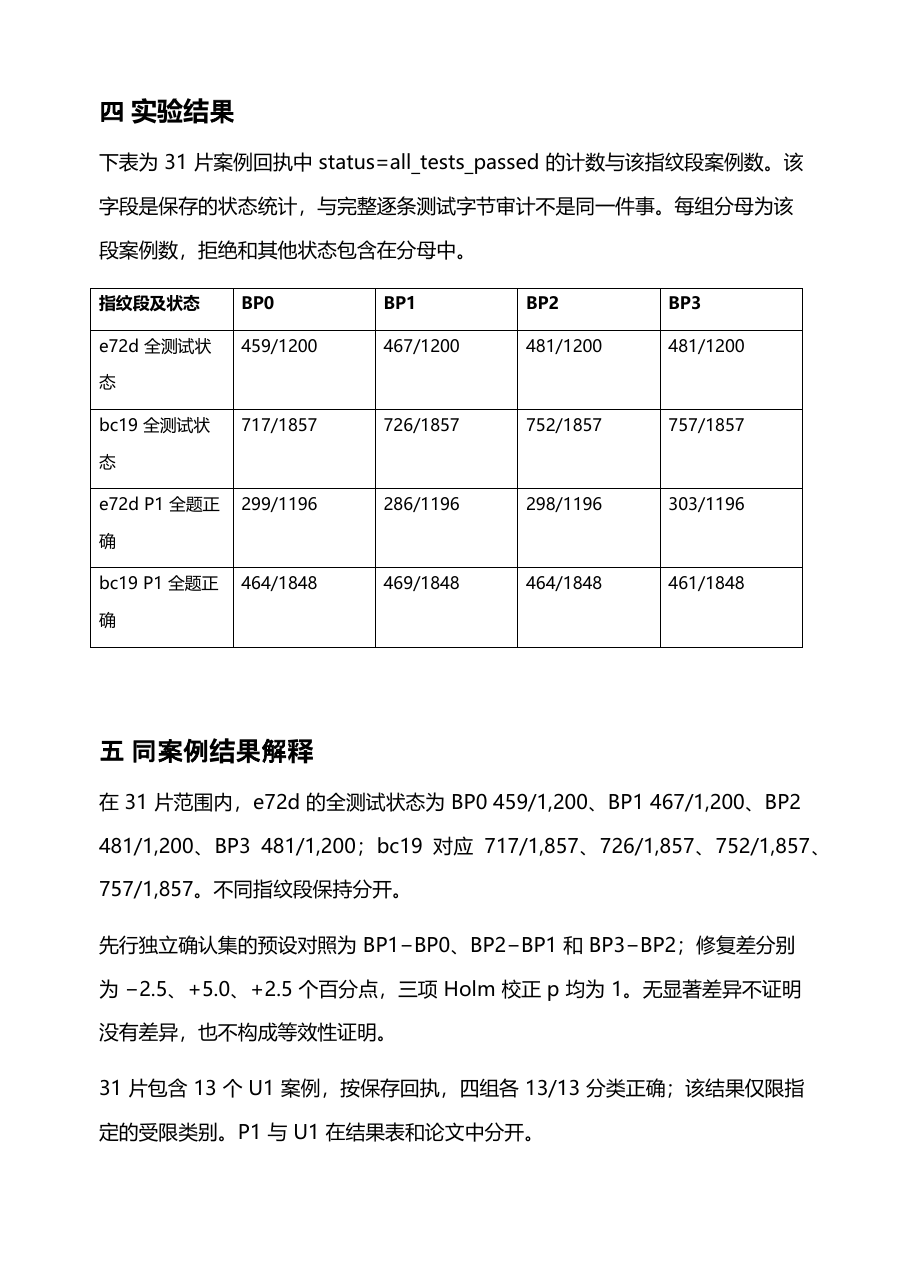 四 实验结果
下表为 31 片案例回执中 status=all_tests_passed 的计数与该指纹段案例数。该
字段是保存的状态统计，与完整逐条测试字节审计不是同一件事。每组分母为该
段案例数，拒绝和其他状态包含在分母中。
指纹段及状态 BP0 BP1 BP2 BP3
e72d 全测试状 459/1200 467/1200 481/1200 481/1200
态
bc19 全测试状 717/1857 726/1857 752/1857 757/1857
态
e72d P1 全题正 299/1196 286/1196 298/1196 303/1196
确
bc19 P1 全题正 464/1848 469/1848 464/1848 461/1848
确
五 同案例结果解释
在 31 片范围内，e72d 的全测试状态为 BP0 459/1,200、BP1 467/1,200、BP2
481/1,200、BP3 481/1,200；bc19 对应 717/1,857、726/1,857、752/1,857、
757/1,857。不同指纹段保持分开。
先行独立确认集的预设对照为 BP1−BP0、BP2−BP1 和 BP3−BP2；修复差分别
为 −2.5、+5.0、+2.5 个百分点，三项 Holm 校正 p 均为 1。无显著差异不证明
没有差异，也不构成等效性证明。
31 片包含 13 个 U1 案例，按保存回执，四组各 13/13 分类正确；该结果仅限指
定的受限类别。P1 与 U1 在结果表和论文中分开。